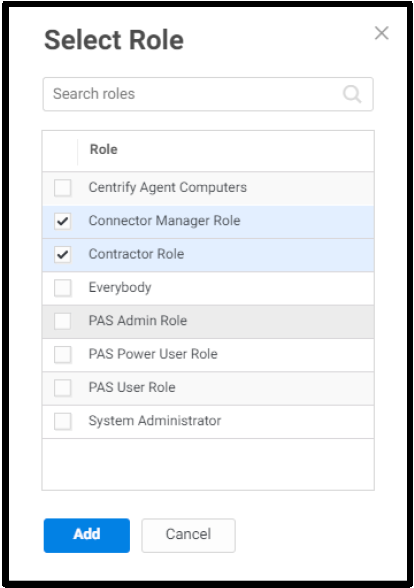 Select Role
Search roles
Role
Centrify Agent Computers
Connector Manager Role
Contractor Role
Everybody
PAS Admin Role
PAS Power User Role
PAS User Role
System Administrator
Add Cancel